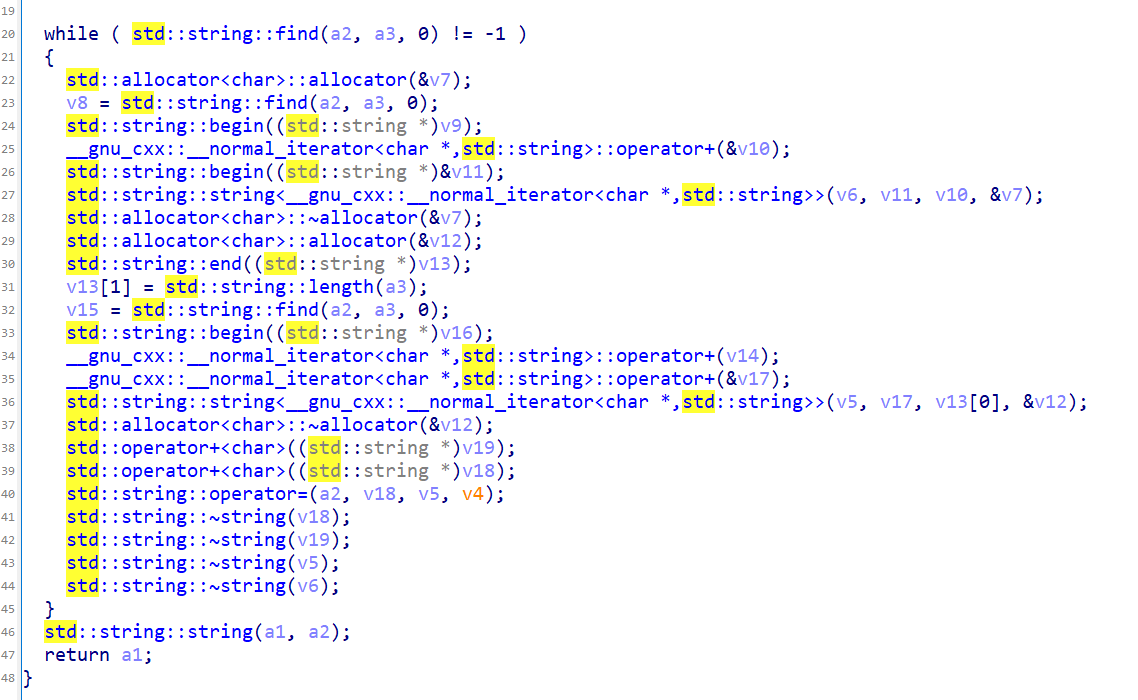 19
20 while ( std::string::find(a2, a3, 0) != -1 )
21 {
22 std::allocator<char>::allocator(&v7);
23 v8 = std::string::find(a2, a3, 0);
24 std::string::begin((std::string *)v9);
25 __gnu_cxx::__normal_iterator<char *,std::string>::operator+(&v10);
26 std::string::begin((std::string *)&v11);
27 std::string::string<__gnu_cxx::__normal_iterator<char *,std::string>>(v6, v11, v10, &v7);
28 std::allocator<char>::~allocator(&v7);
29 std::allocator<char>::allocator(&v12);
30 std::string::end((std::string *)v13);
31 v13[1] = std::string::length(a3);
32 v15 = std::string::find(a2, a3, 0);
33 std::string::begin((std::string *)v16);
34 __gnu_cxx::__normal_iterator<char *,std::string>::operator+(v14);
35 __gnu_cxx::__normal_iterator<char *,std::string>::operator+(&v17);
36 std::string::string<__gnu_cxx::__normal_iterator<char *,std::string>>(v5, v17, v13[0], &v12);
37 std::allocator<char>::~allocator(&v12);
38 std::operator+<char>((std::string *)v19);
39 std::operator+<char>((std::string *)v18);
40 std::string::operator=(a2, v18, v5, v4);
41 std::string::~string(v18);
42 std::string::~string(v19);
43 std::string::~string(v5);
44 std::string::~string(v6);
45 }
46 std::string::string(a1, a2);
47 return a1;
48 }